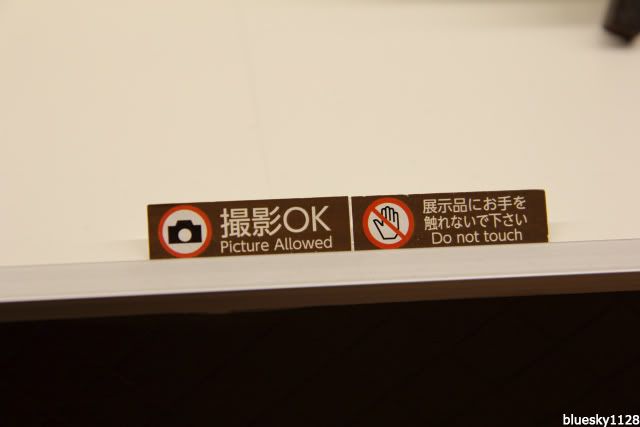 撮影OK
Picture Allowed
展示品にお手を
触れないで下さい
Do not touch
bluesky1128